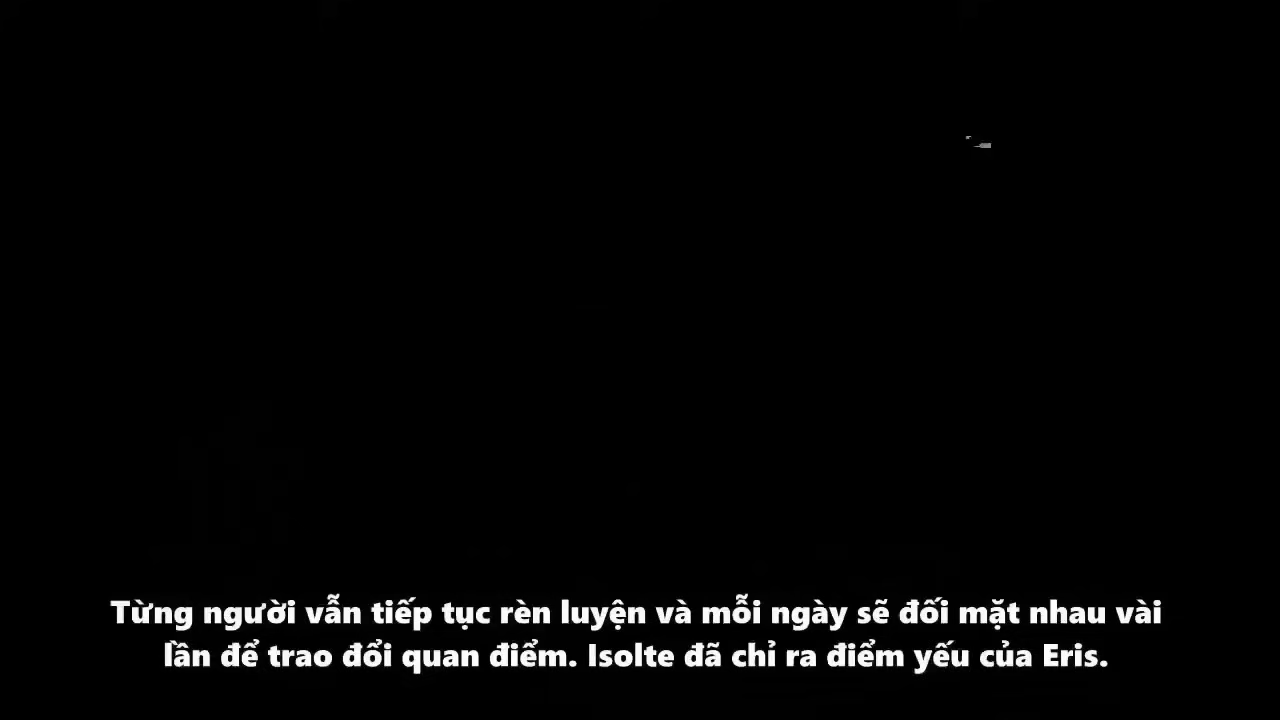 Từng người vẫn tiếp tục rèn luyện và mỗi ngày sẽ đối mặt nhau vài
lần để trao đổi quan điểm. Isolte đã chỉ ra điểm yếu của Eris.